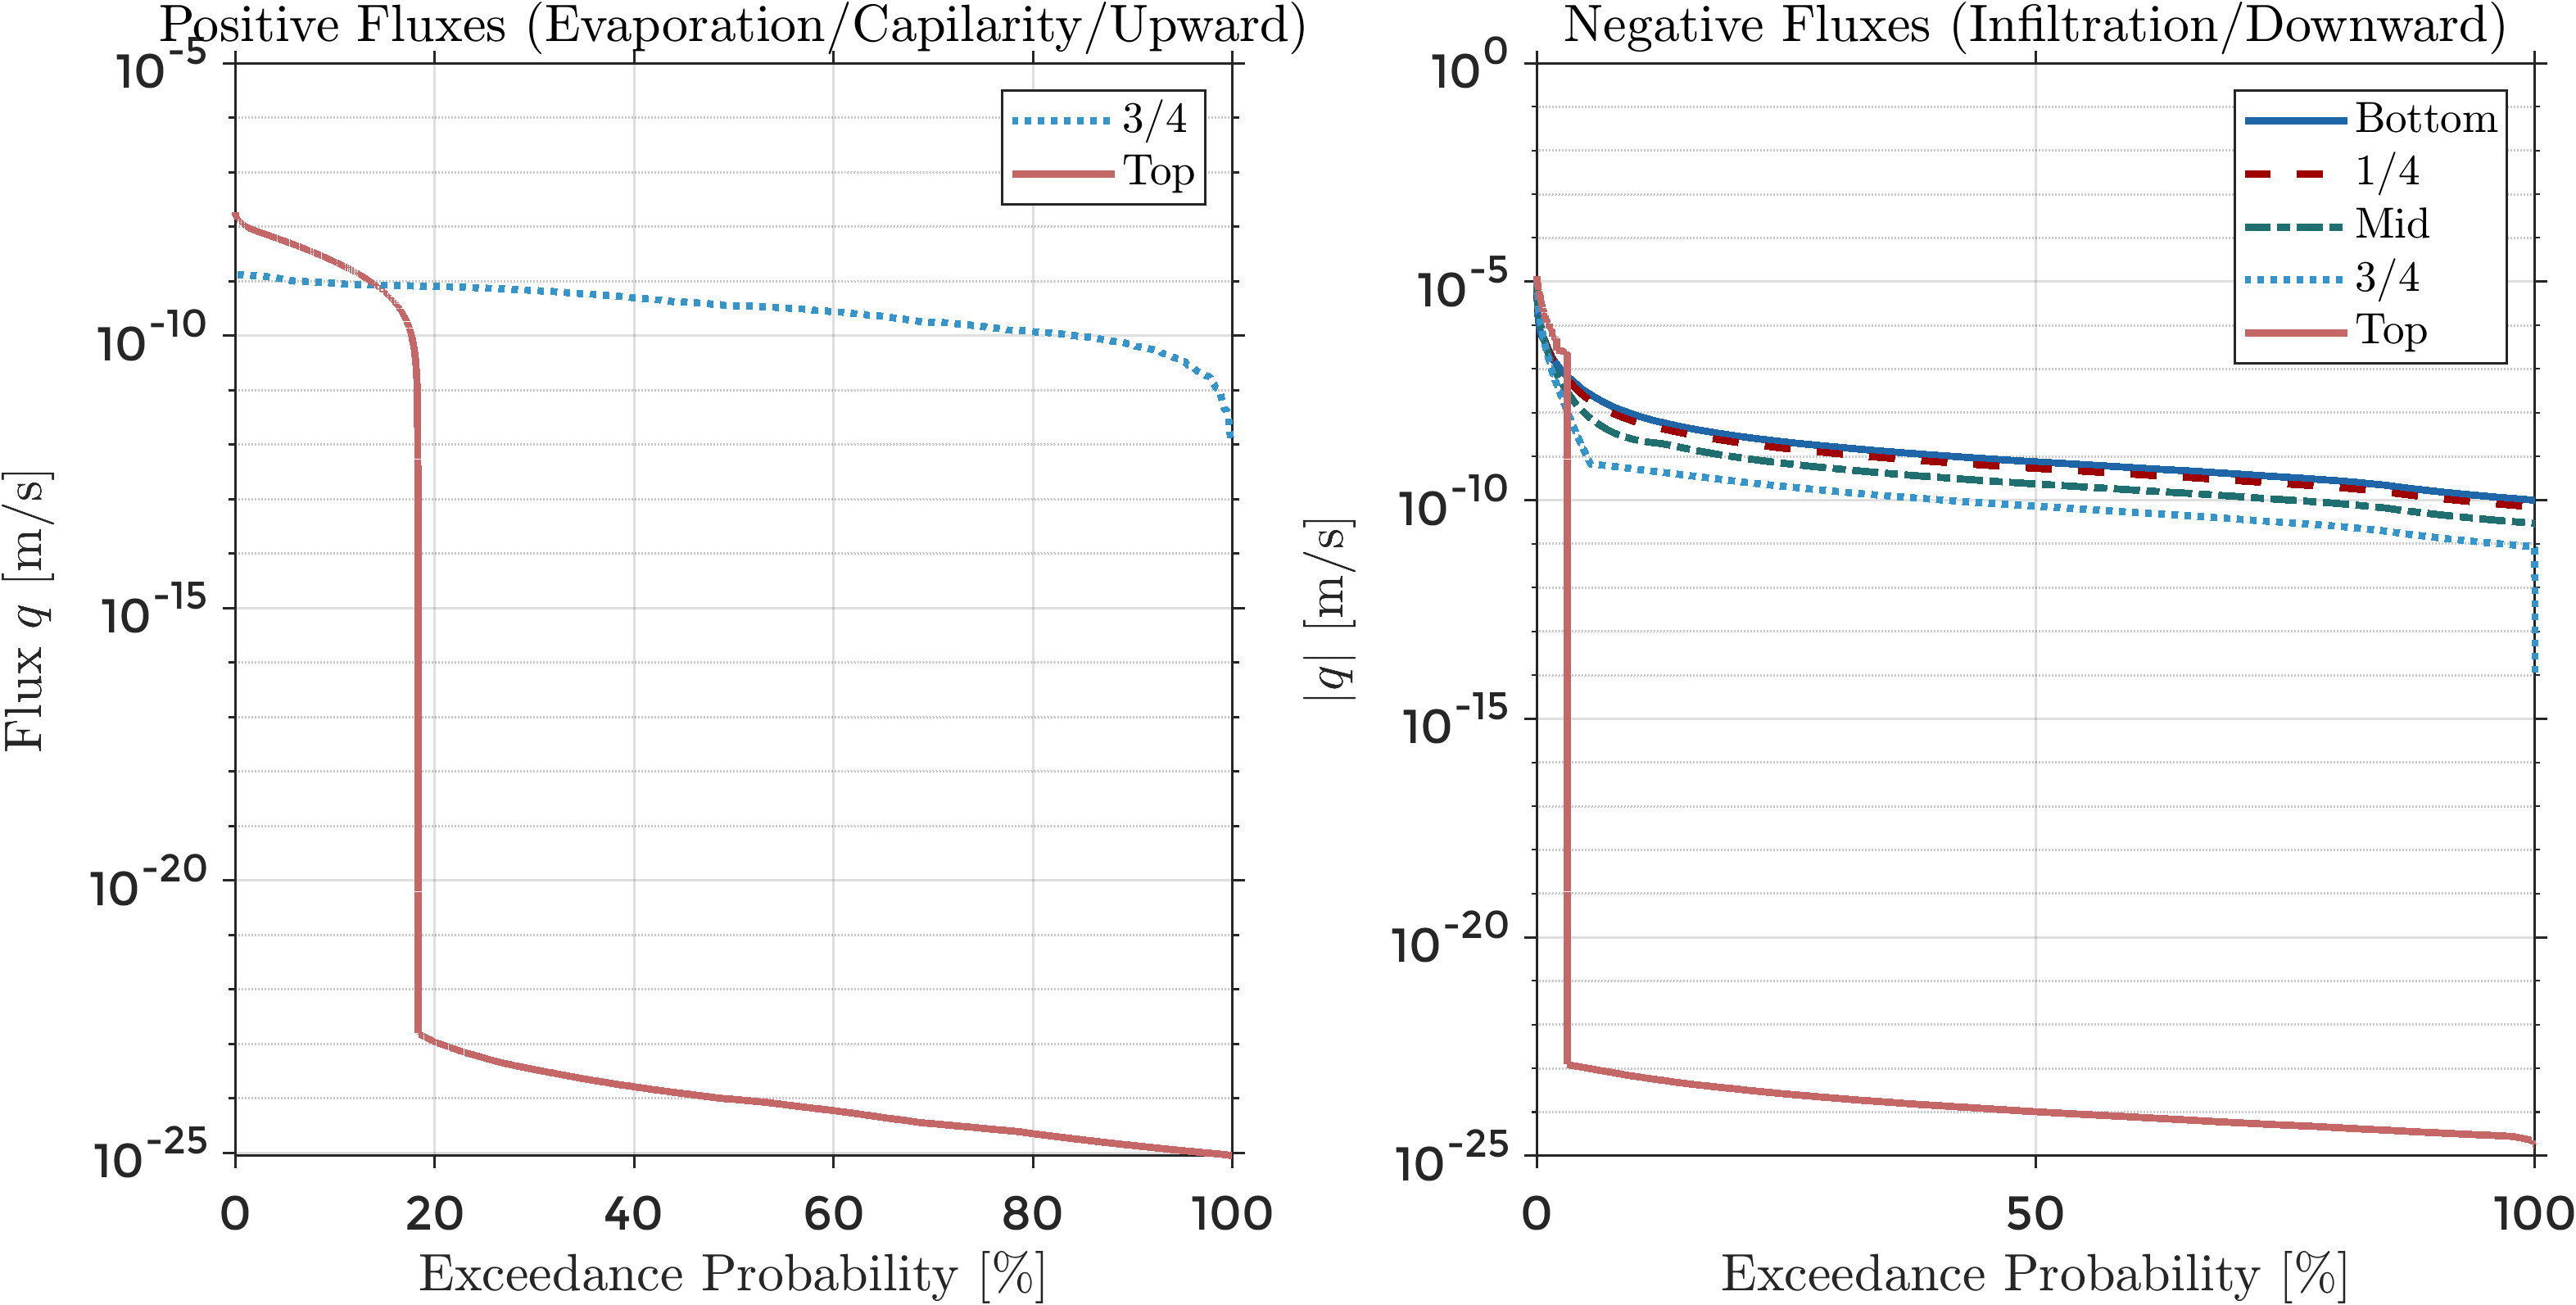 Positive Fluxes (Evaporation/Capilarity/Upward)
10^-5
10^-10
10^-15
10^-20
10^-25
Flux q [m/s]
3/4
Top
0 20 40 60 80 100
Exceedance Probability [%]
Negative Fluxes (Infiltration/Downward)
10^0
10^-5
10^-10
10^-15
10^-20
10^-25
|q| [m/s]
Bottom
1/4
Mid
3/4
Top
0 50 100
Exceedance Probability [%]